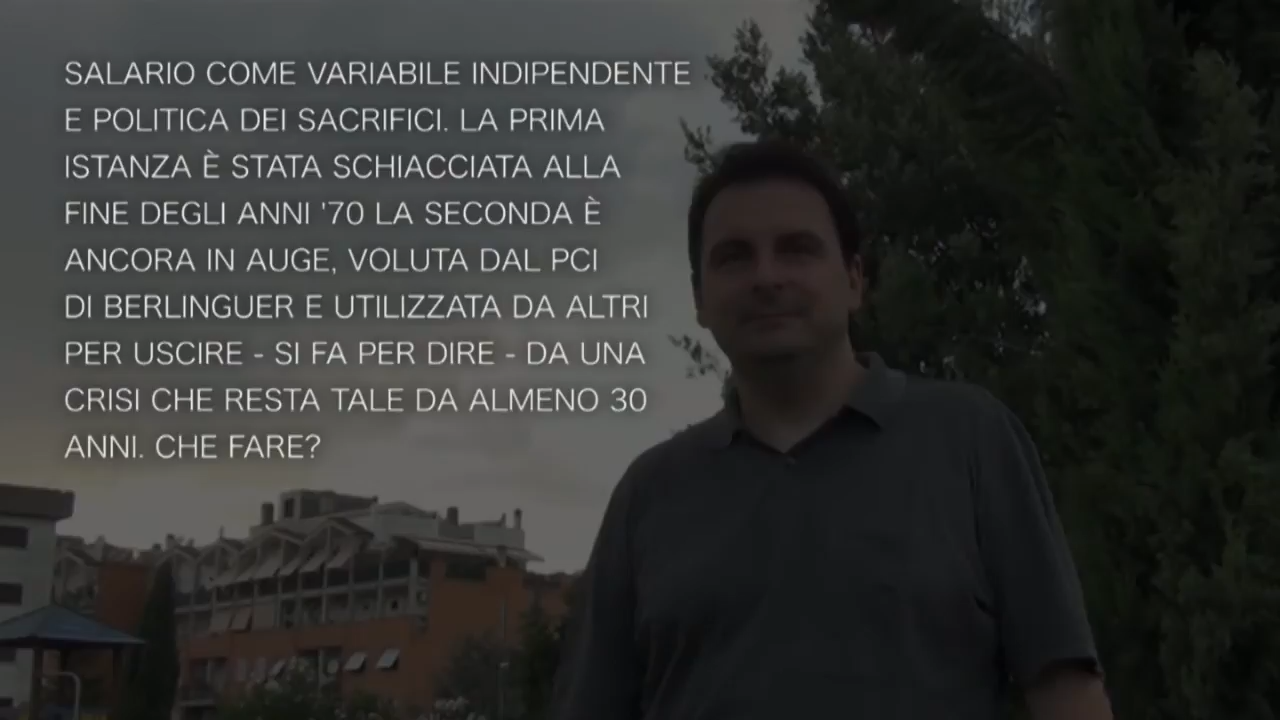 SALARIO COME VARIABILE INDIPENDENTE
E POLITICA DEI SACRIFICI. LA PRIMA
ISTANZA È STATA SCHIACCIATA ALLA
FINE DEGLI ANNI '70 LA SECONDA È
ANCORA IN AUGE, VOLUTA DAL PCI
DI BERLINGUER E UTILIZZATA DA ALTRI
PER USCIRE - SI FA PER DIRE - DA UNA
CRISI CHE RESTA TALE DA ALMENO 30
ANNI. CHE FARE?